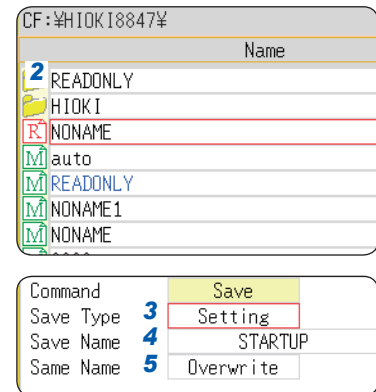 CF:¥HIOKI8847¥
Name
2 READONLY
HIOKI
R NONAME
M auto
M READONLY
M NONAME1
M NONAME
Command Save
Save Type 3 Setting
Save Name 4 STARTUP
Same Name 5 Overwrite